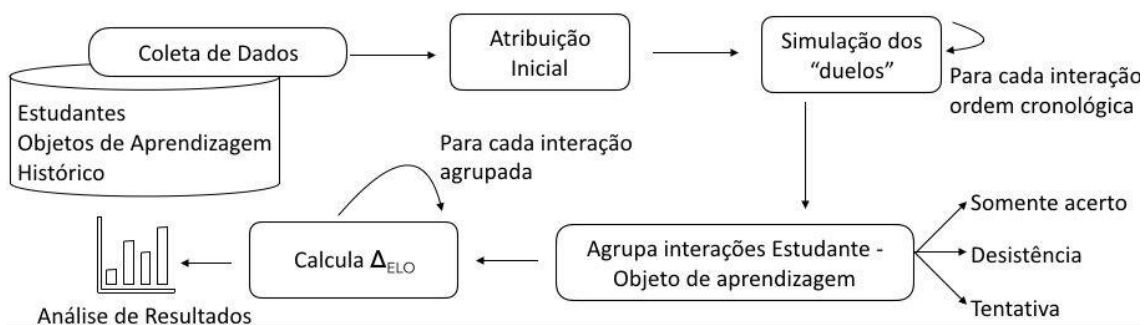 Coleta de Dados
Estudantes
Objetos de Aprendizagem
Histórico
Atribuição
Inicial
Simulação dos
“duelos”
Para cada interação
ordem cronológica
Agrupa interações Estudante -
Objeto de aprendizagem
Somente acerto
Desistência
Tentativa
Para cada interação
agrupada
Calcula Δ_ELO
Análise de Resultados